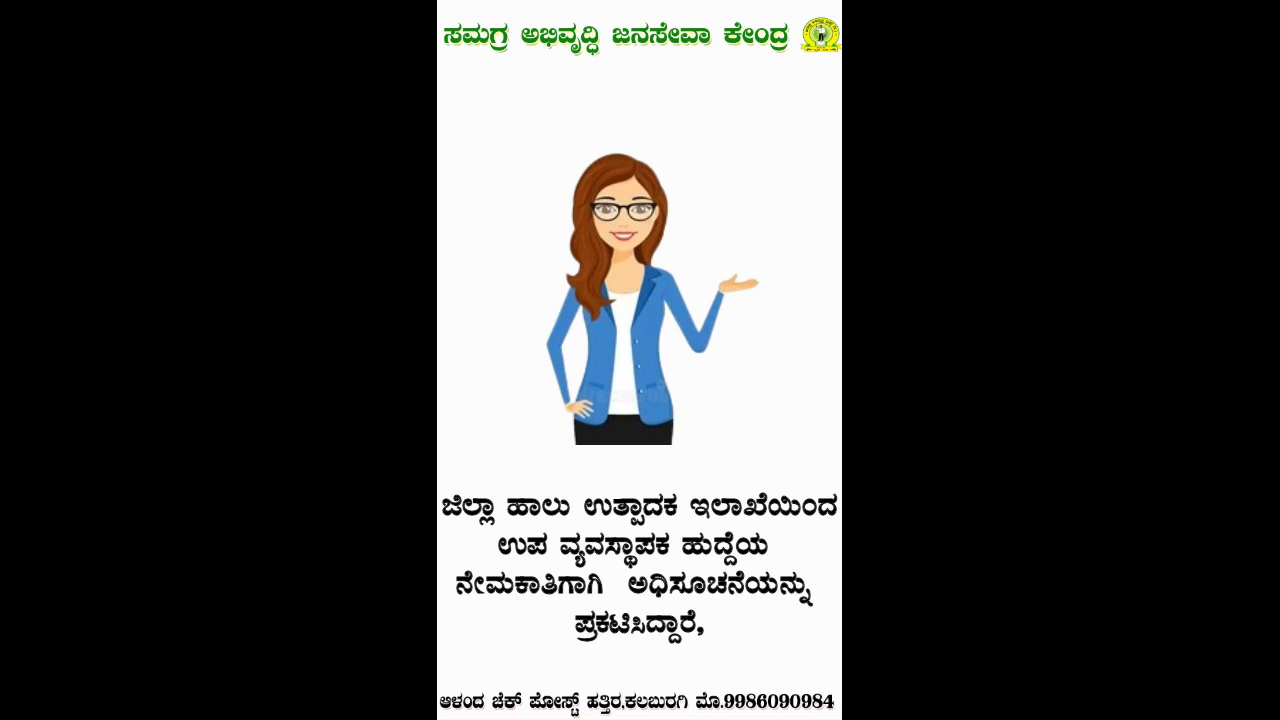 ಸಮಗ್ರ ಅಭಿವೃದ್ಧಿ ಜನಸೇವಾ ಕೇಂದ್ರ
ಜಿಲ್ಲಾ ಹಾಲು ಉತ್ಪಾದಕ ಇಲಾಖೆಯಿಂದ
ಉಪ ವ್ಯವಸ್ಥಾಪಕ ಹುದ್ದೆಯ
ನೇಮಕಾತಿಗಾಗಿ ಅಧಿಸೂಚನೆಯನ್ನು
ಪ್ರಕಟಿಸಿದ್ದಾರೆ,
ಆಳಂದ ಚೆಕ್ ಪೋಸ್ಟ್ ಹತ್ತಿರ,ಕಲಬುರಗಿ ಮೊ.9986090984